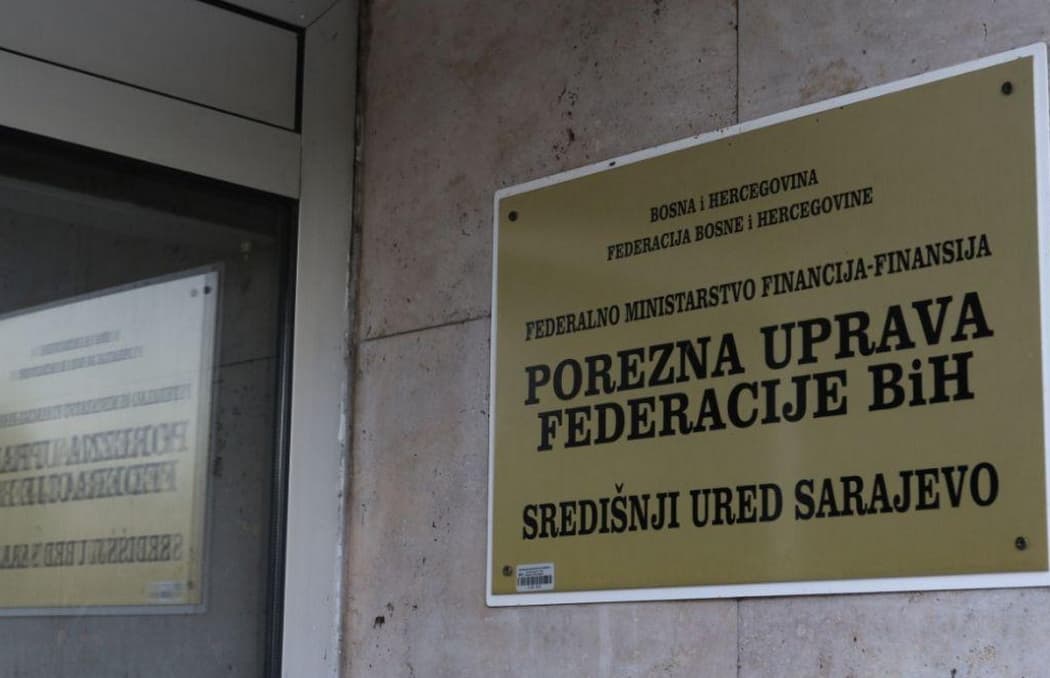 BOSNA i HERCEGOVINA
FEDERACIJA BOSNE i HERCEGOVINE
FEDERALNO MINISTARSTVO FINANCIJA-FINANSIJA
POREZNA UPRAVA
FEDERACIJE BiH
SREDIŠNJI URED SARAJEVO